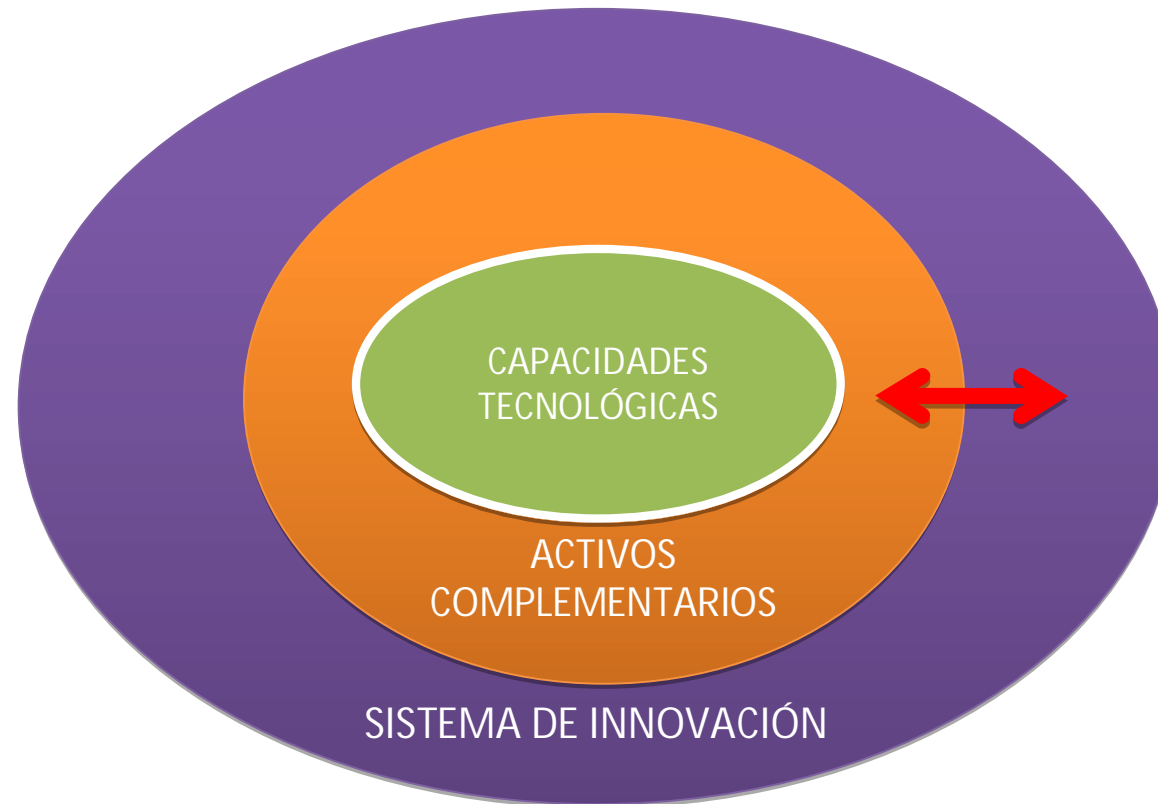 CAPACIDADES
TECNOLÓGICAS
ACTIVOS
COMPLEMENTARIOS
SISTEMA DE INNOVACIÓN